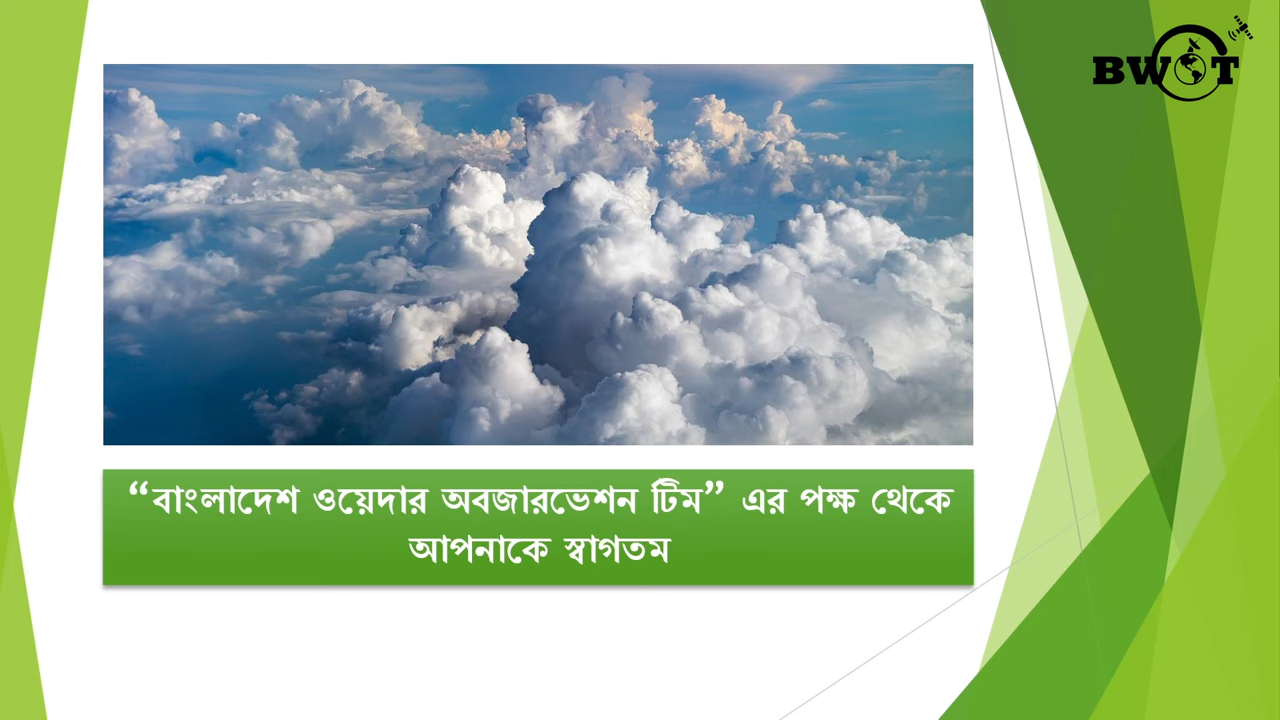 BWOT
“বাংলাদেশ ওয়েদার অবজারভেশন টিম” এর পক্ষ থেকে
আপনাকে স্বাগতম